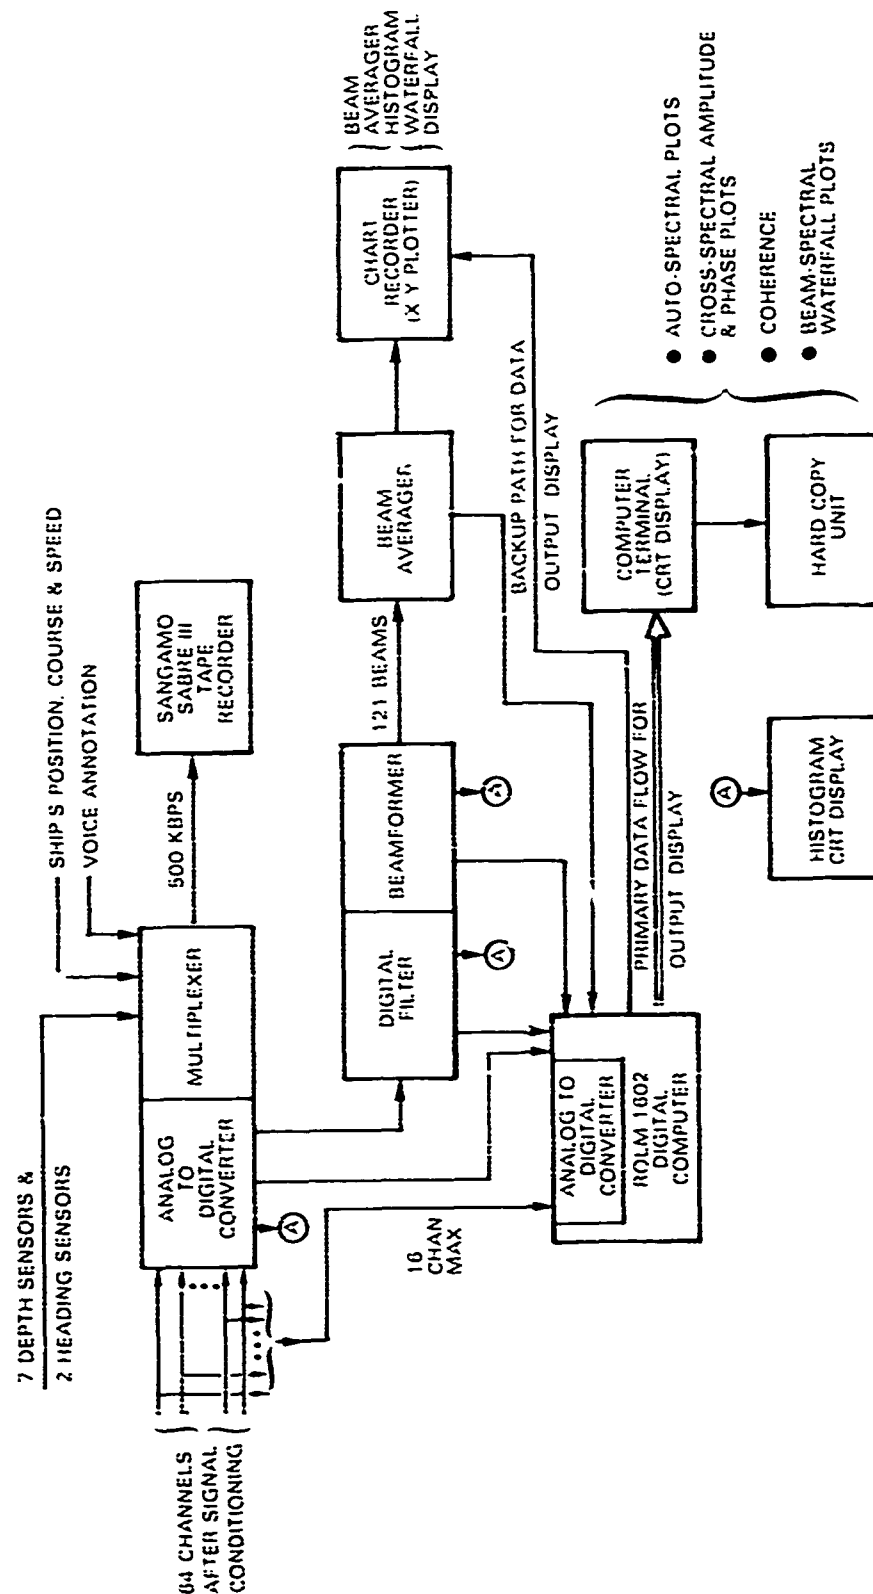 7 DEPTH SENSORS &
2 HEADING SENSORS
SHIP'S POSITION, COURSE & SPEED
VOICE ANNOTATION
64 CHANNELS
AFTER SIGNAL
CONDITIONING
ANALOG
TO
DIGITAL
CONVERTER
MULTIPLEXER
500 KBPS
SANGAMO
SABRE III
TAPE
RECORDER
A
16
CHAN
MAX
DIGITAL
FILTER
BEAMFORMER
A
A
121 BEAMS
BEAM
AVERAGER
CHART
RECORDER
(X Y PLOTTER)
BEAM
AVERAGER
HISTOGRAM
WATERFALL
DISPLAY
ANALOG TO
DIGITAL
CONVERTER
ROLM 1602
DIGITAL
COMPUTER
BACKUP PATH FOR DATA
OUTPUT DISPLAY
PRIMARY DATA FLOW FOR
OUTPUT DISPLAY
COMPUTER
TERMINAL
(CRT DISPLAY)
HARD COPY
UNIT
A
HISTOGRAM
CRT DISPLAY
● AUTO-SPECTRAL PLOTS
● CROSS-SPECTRAL AMPLITUDE
& PHASE PLOTS
● COHERENCE
● BEAM-SPECTRAL
WATERFALL PLOTS